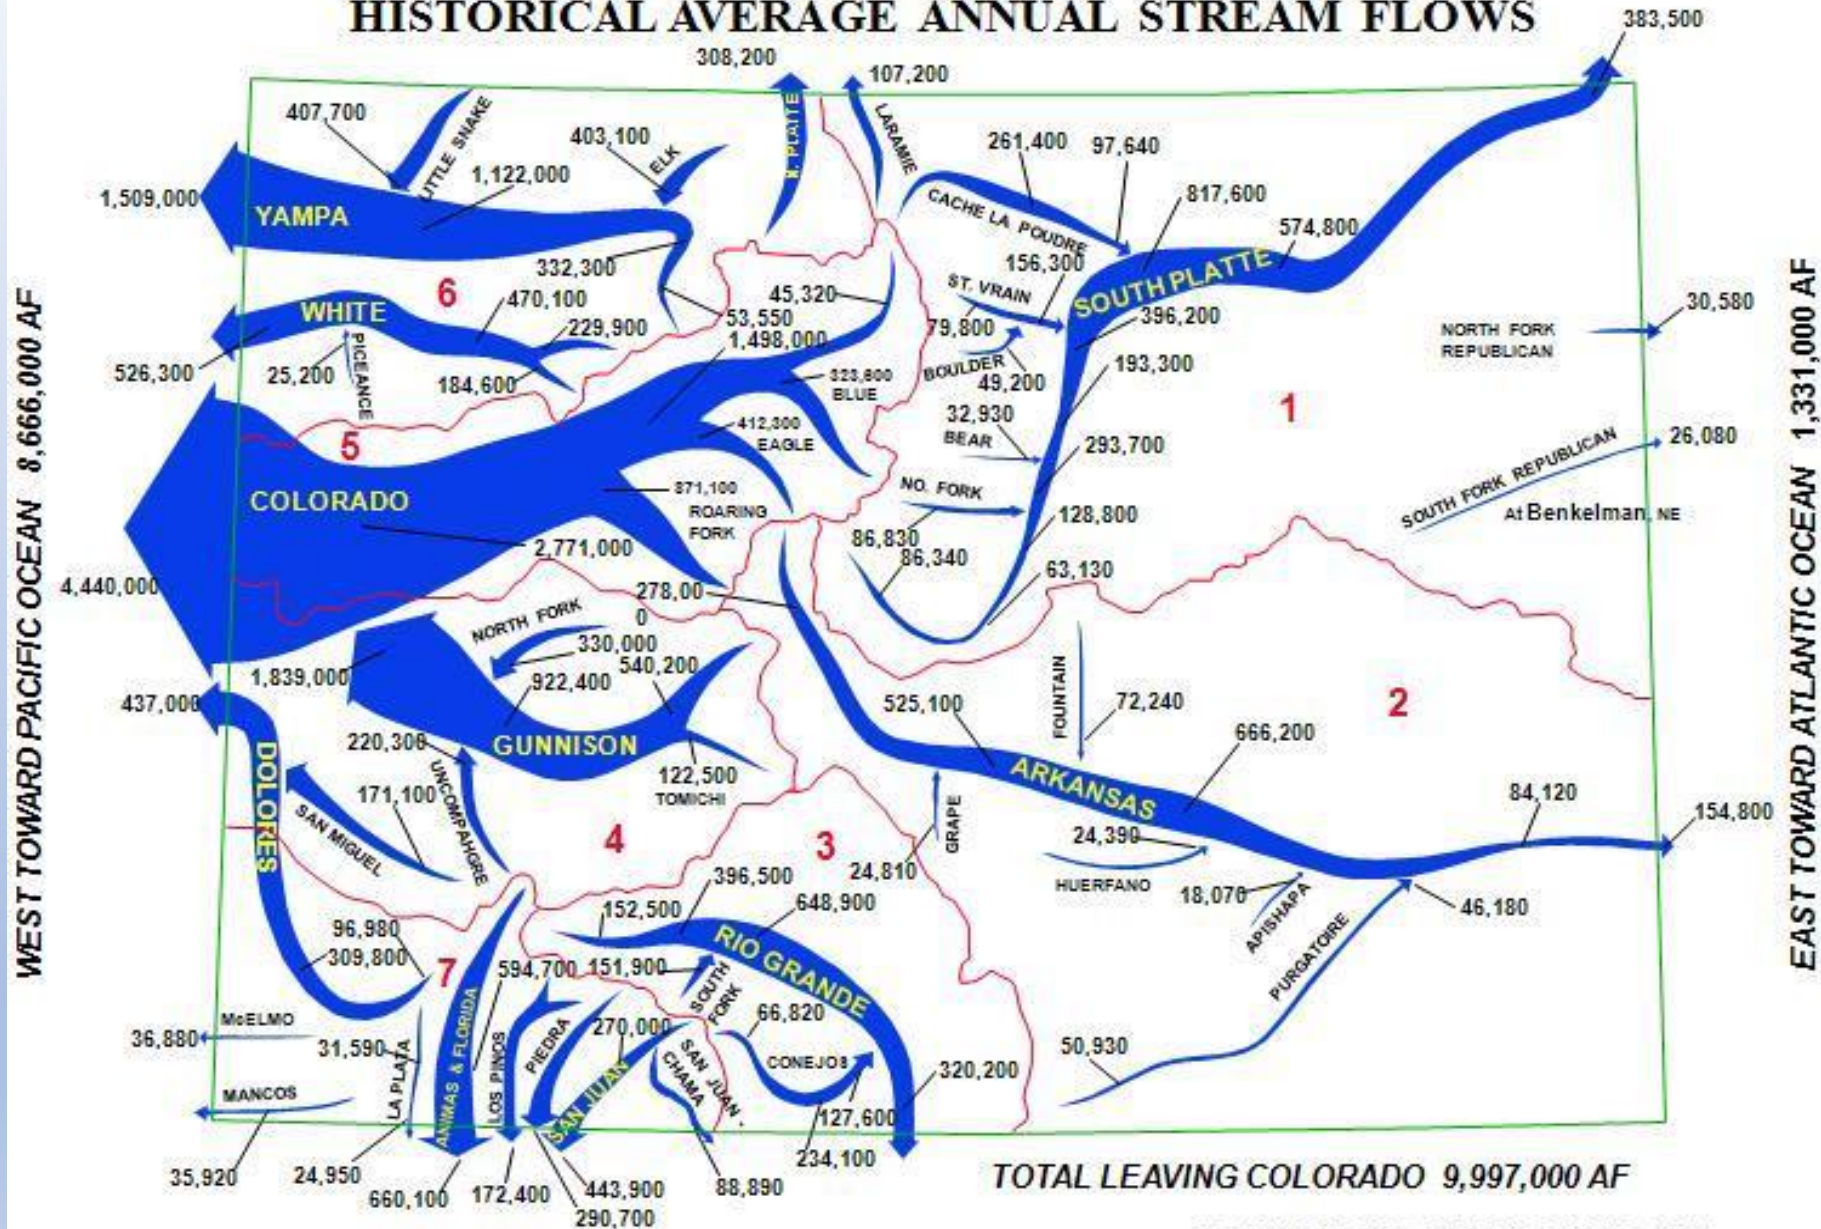 HISTORICAL AVERAGE ANNUAL STREAM FLOWS
383,500
308,200
107,200
407,700
LITTLE SNAKE
403,100
ELK
N. PLATTE
LARAMIE
261,400
97,640
1,122,000
817,600
1,509,000
YAMPA
CACHE LA POUDRE
574,800
332,300
156,300
SOUTH PLATTE
6
470,100
45,320
ST. VRAIN
WHITE
229,900
53,550
79,800
396,200
30,580
NORTH FORK
REPUBLICAN
1,498,000
526,300
25,200
PICEANCE
184,600
323,800
BLUE
BOULDER
49,200
193,300
32,930
BEAR
1
5
412,300
EAGLE
293,700
26,080
SOUTH FORK REPUBLICAN
At Benkelman, NE
COLORADO
871,100
ROARING
FORK
NO. FORK
128,800
86,830
86,340
2,771,000
63,130
4,440,000
278,00
0
NORTH FORK
330,000
540,200
1,839,000
922,400
437,000
525,100
FOUNTAIN
72,240
2
220,300
GUNNISON
666,200
DOLORES
UNCOMPAHGRE
122,500
TOMICHI
ARKANSAS
171,100
SAN MIGUEL
84,120
154,800
4
3
GRAPE
24,390
24,810
HUERFANO
18,070
APISHAPA
46,180
396,500
152,500
648,900
PURGATOIRE
96,980
309,800
7
594,700
151,900
RIO GRANDE
SOUTH
FORK
66,820
McELMO
36,880
31,590
LA PLATA
ANIMAS & FLORIDA
LOS PINOS
PIEDRA
270,000
SAN JUAN
SAN JUAN .
CHAMA
CONEJOS
50,930
320,200
MANCOS
127,600
35,920
24,950
660,100
172,400
443,900
290,700
88,890
234,100
WEST TOWARD PACIFIC OCEAN 8,666,000 AF
EAST TOWARD ATLANTIC OCEAN 1,331,000 AF
TOTAL LEAVING COLORADO 9,997,000 AF